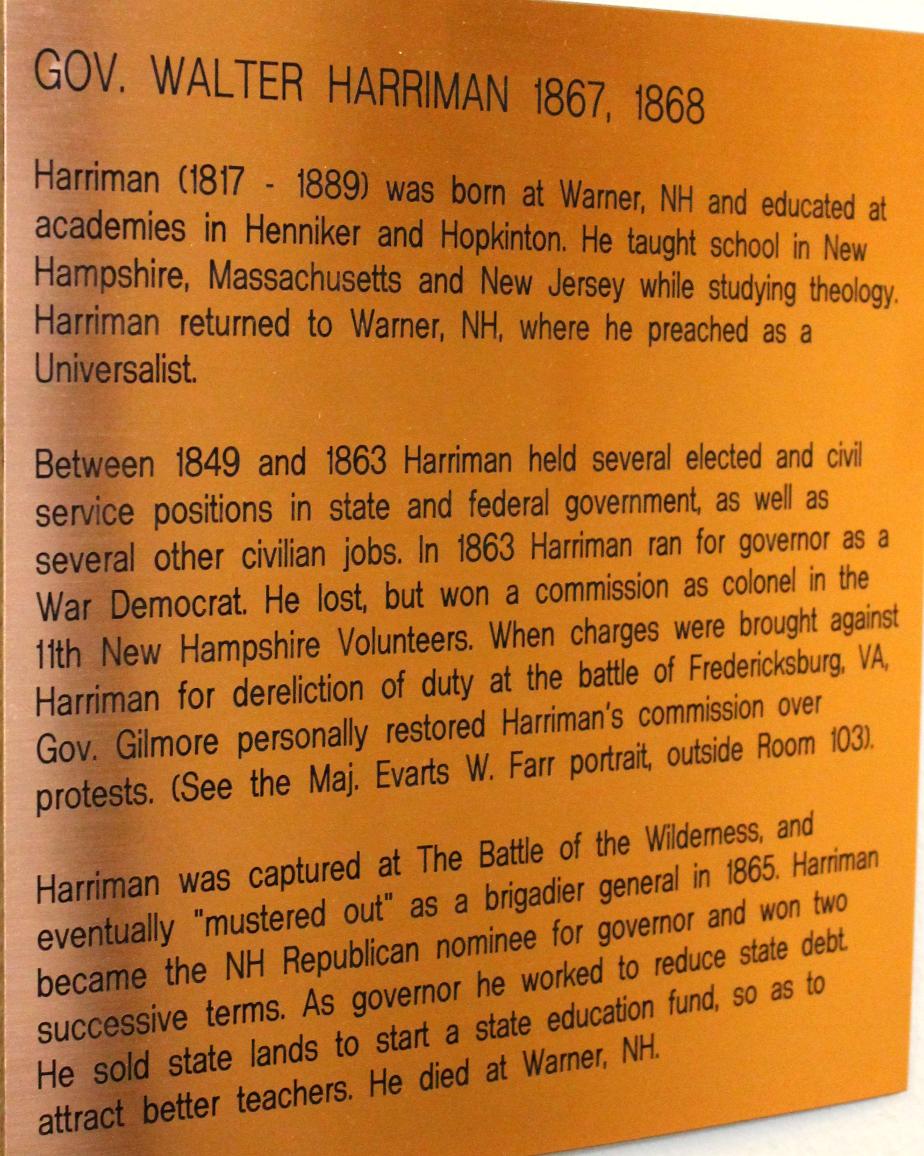 GOV. WALTER HARRIMAN 1867, 1868
Harriman (1817 - 1889) was born at Warner, NH and educated at
academies in Henniker and Hopkinton. He taught school in New
Hampshire, Massachusetts and New Jersey while studying theology.
Harriman returned to Warner, NH, where he preached as a
Universalist.
Between 1849 and 1863 Harriman held several elected and civil
service positions in state and federal government, as well as
several other civilian jobs. In 1863 Harriman ran for governor as a
War Democrat. He lost, but won a commission as colonel in the
11th New Hampshire Volunteers. When charges were brought against
Harriman for dereliction of duty at the battle of Fredericksburg, VA,
Gov. Gilmore personally restored Harriman's commission over
protests. (See the Maj. Evarts W. Farr portrait, outside Room 103).
Harriman was captured at The Battle of the Wilderness, and
eventually "mustered out" as a brigadier general in 1865. Harriman
became the NH Republican nominee for governor and won two
successive terms. As governor he worked to reduce state debt.
He sold state lands to start a state education fund, so as to
attract better teachers. He died at Warner, NH.